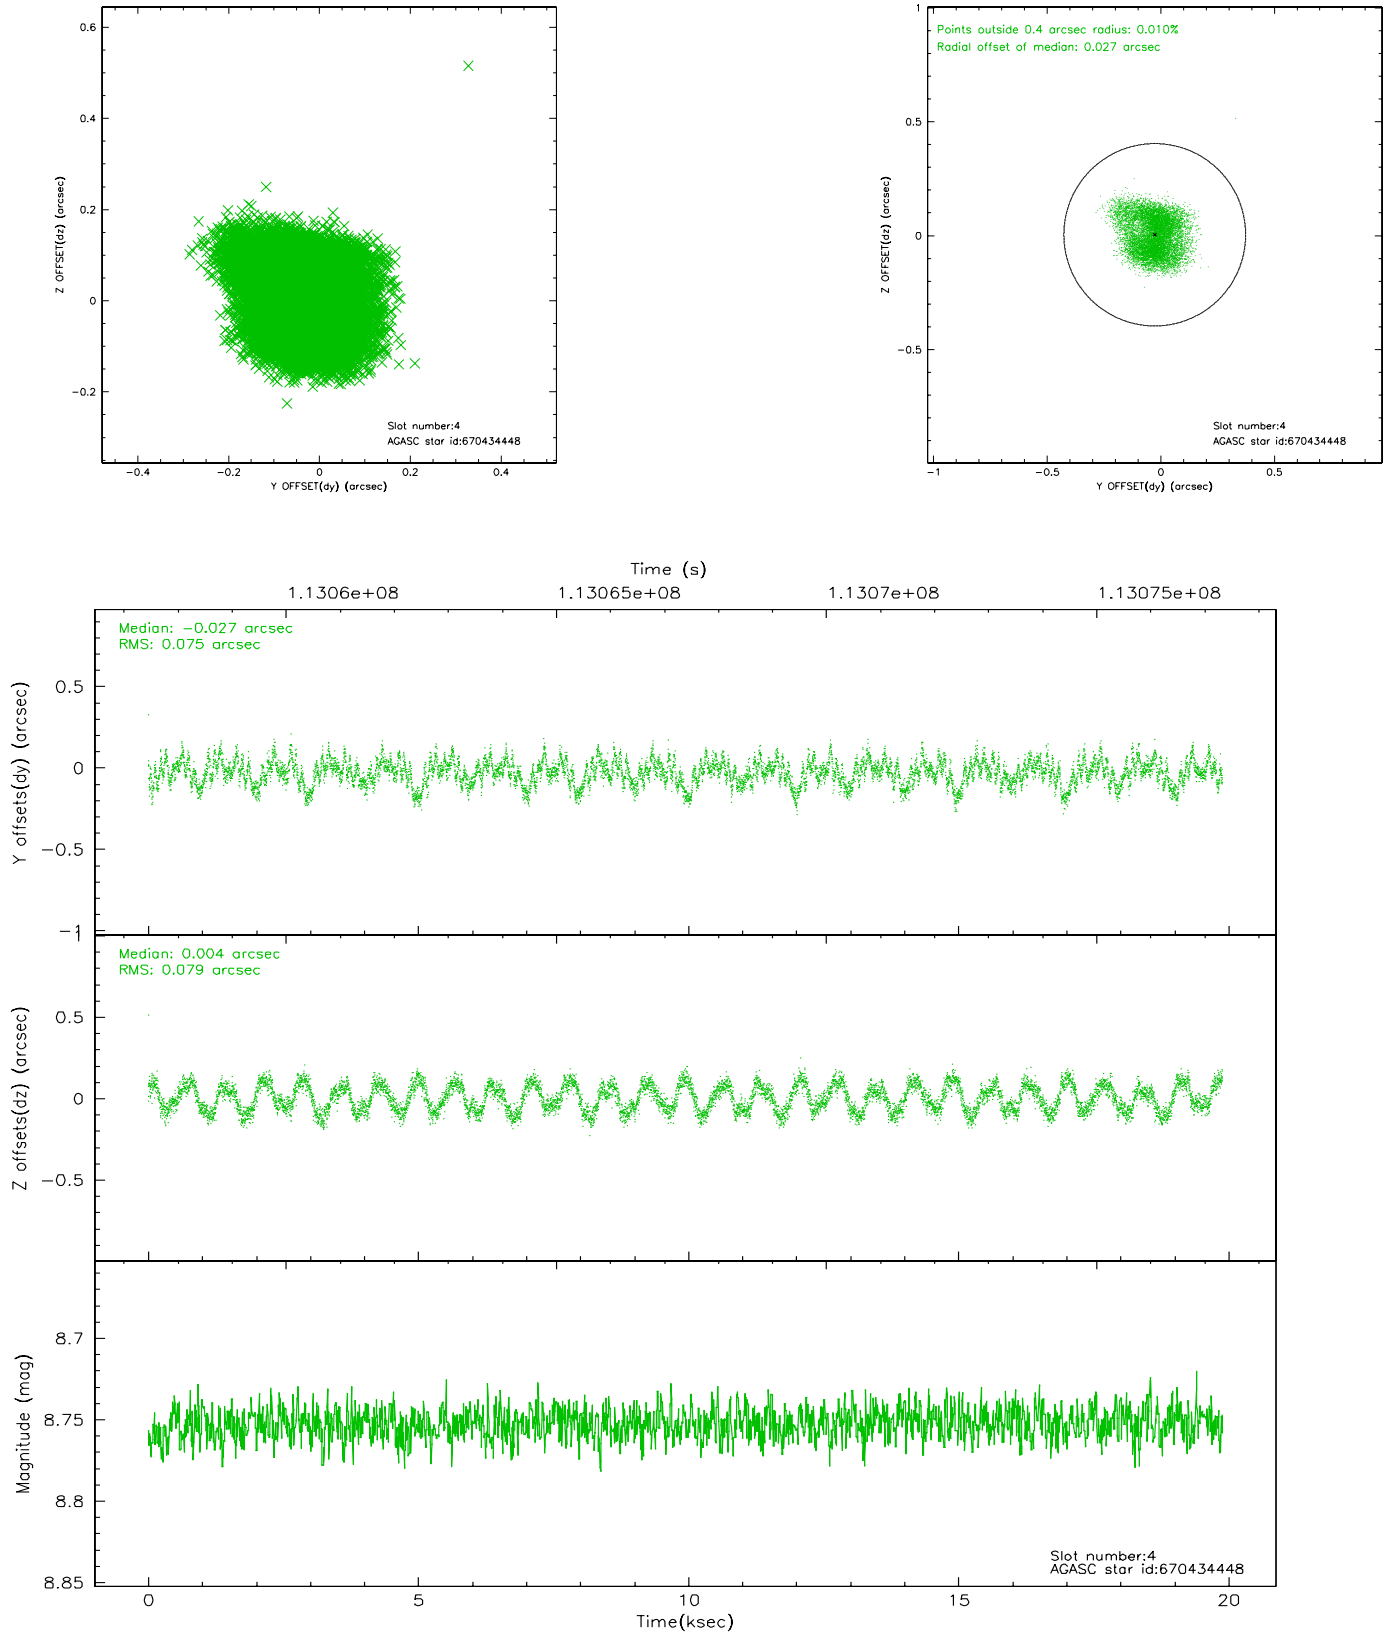 0.6
0.4
0.2
0
−0.2
Z OFFSET(dz) (arcsec)
Slot number:4
AGASC star id:670434448
−0.4 −0.2 0 0.2 0.4
Y OFFSET(dy) (arcsec)
Points outside 0.4 arcsec radius: 0.010%
Radial offset of median: 0.027 arcsec
1
0.5
0
−0.5
Z OFFSET(dz) (arcsec)
Slot number:4
AGASC star id:670434448
−1 −0.5 0 0.5
Y OFFSET(dy) (arcsec)
Time (s)
1.1306e+08 1.13065e+08 1.1307e+08 1.13075e+08
Median: −0.027 arcsec
RMS: 0.075 arcsec
0.5
0
−0.5
−1
Y offsets(dy) (arcsec)
Median: 0.004 arcsec
RMS: 0.079 arcsec
1
0.5
0
−0.5
Z offsets(dz) (arcsec)
8.7
8.75
8.8
8.85
Magnitude (mag)
Slot number:4
AGASC star id:670434448
0 5 10 15 20
Time(ksec)